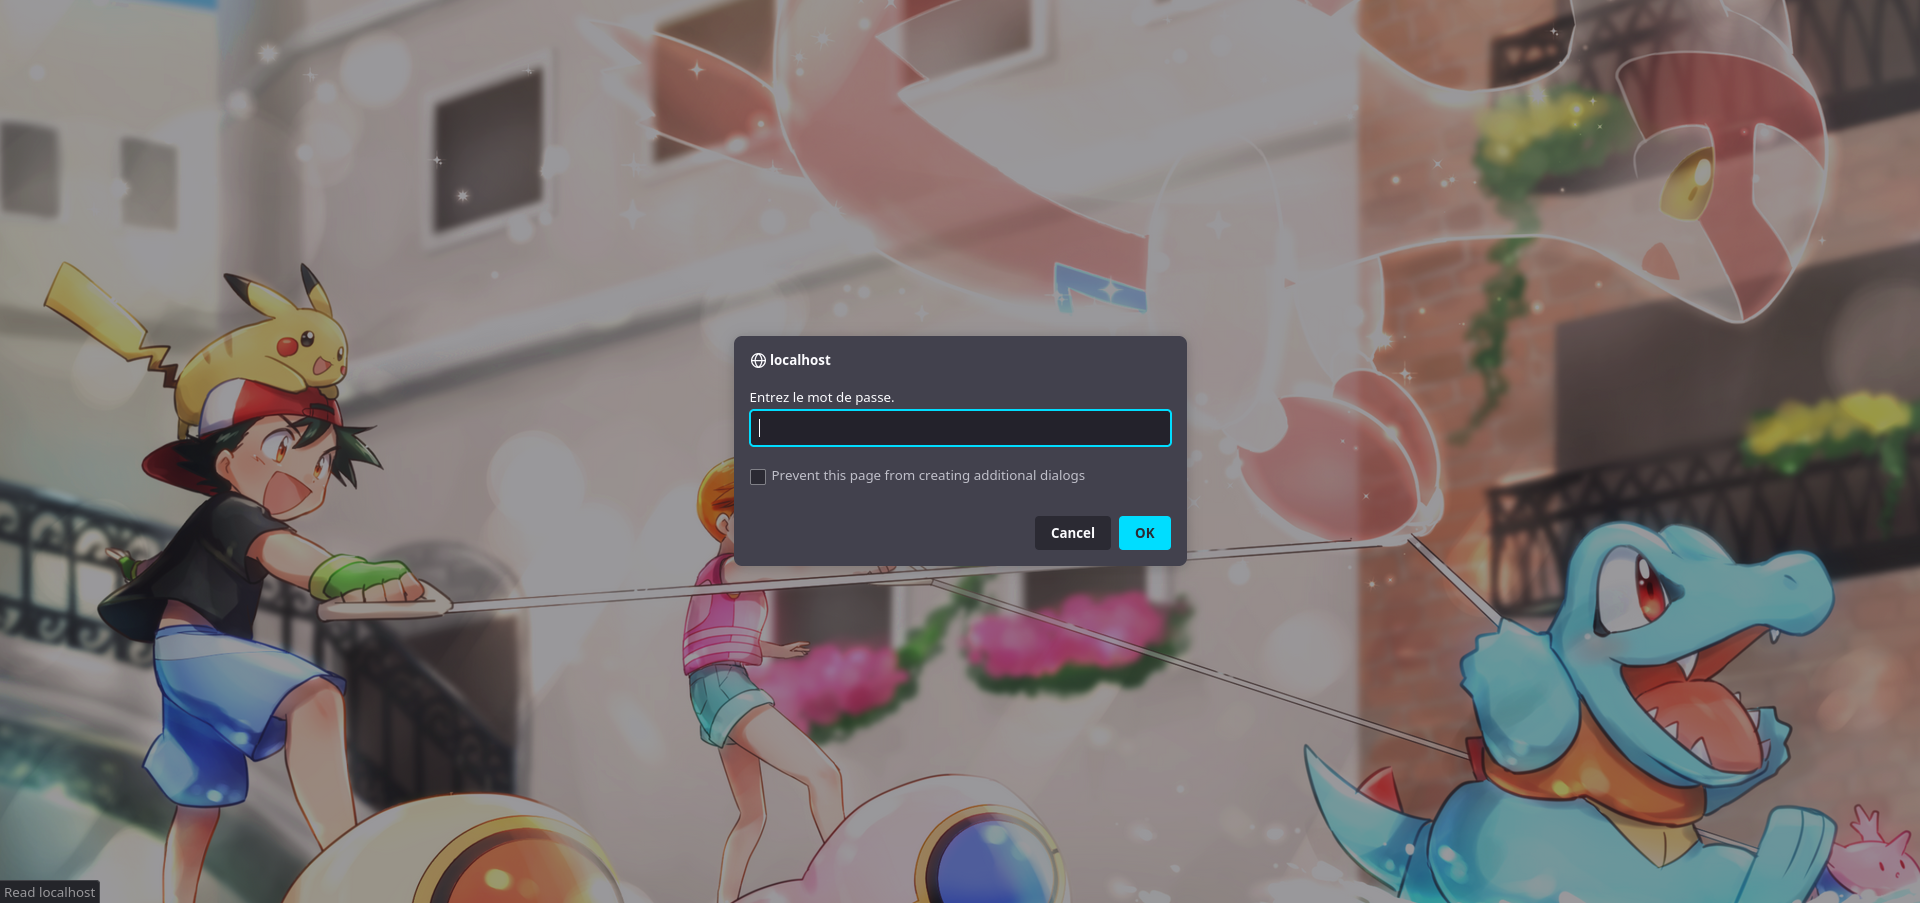 localhost
Entrez le mot de passe.
Prevent this page from creating additional dialogs
Cancel OK
Read localhost